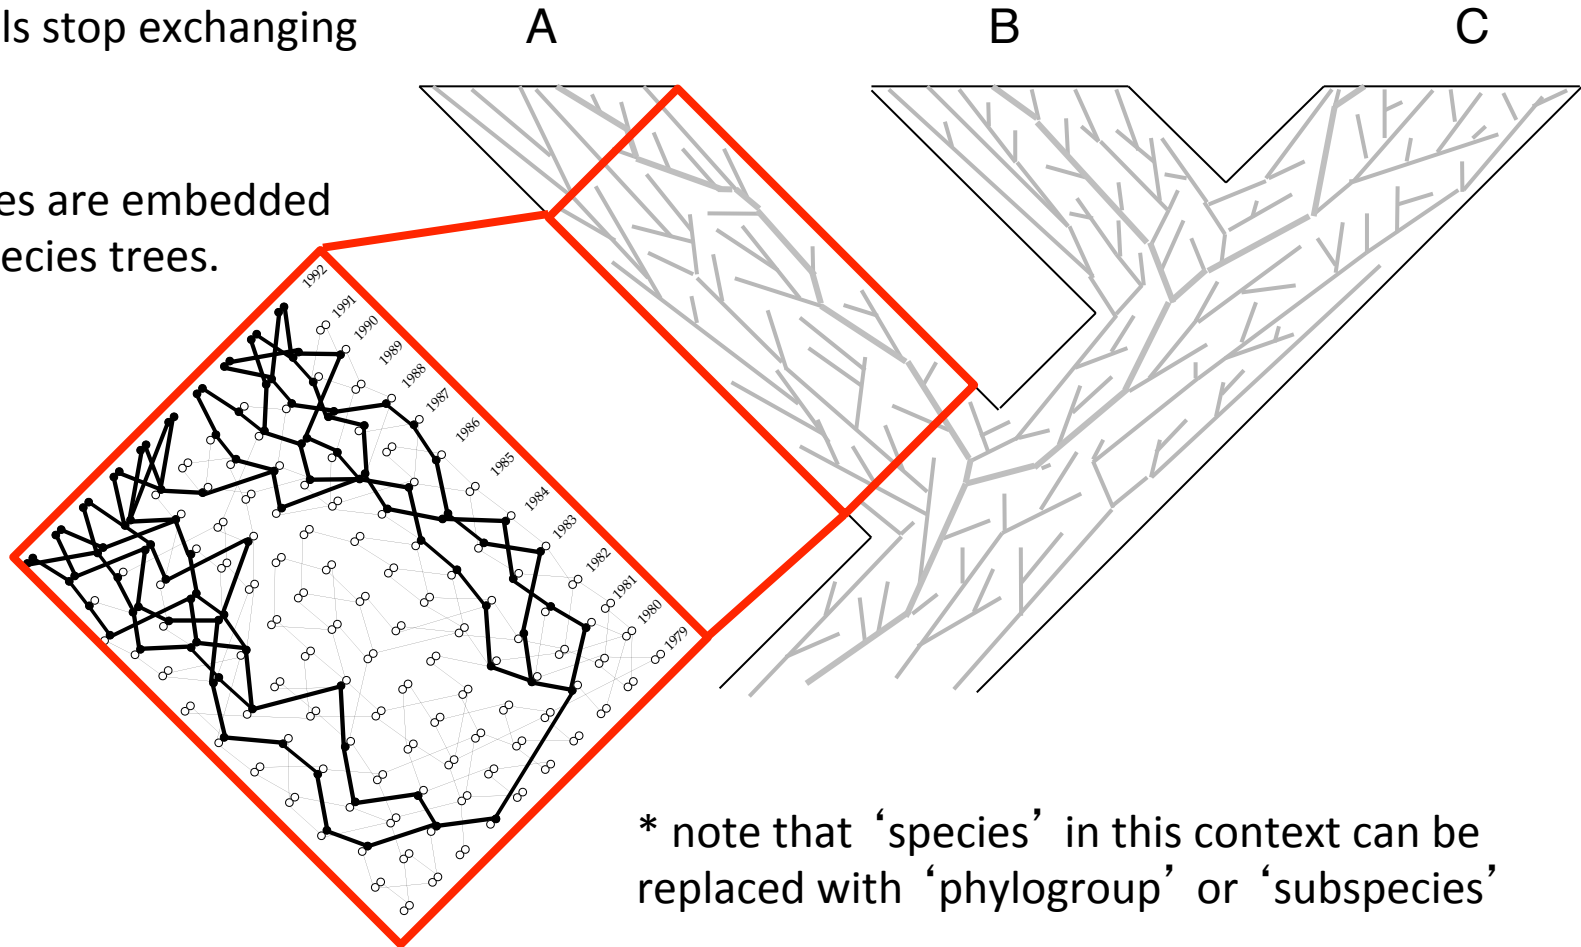 ls stop exchanging
A B C
es are embedded
ecies trees.
1992
1991
1990
1989
1988
1987
1986
1985
1984
1983
1982
1981
1980
1979
* note that ‘species’ in this context can be
replaced with ‘phylogroup’ or ‘subspecies’